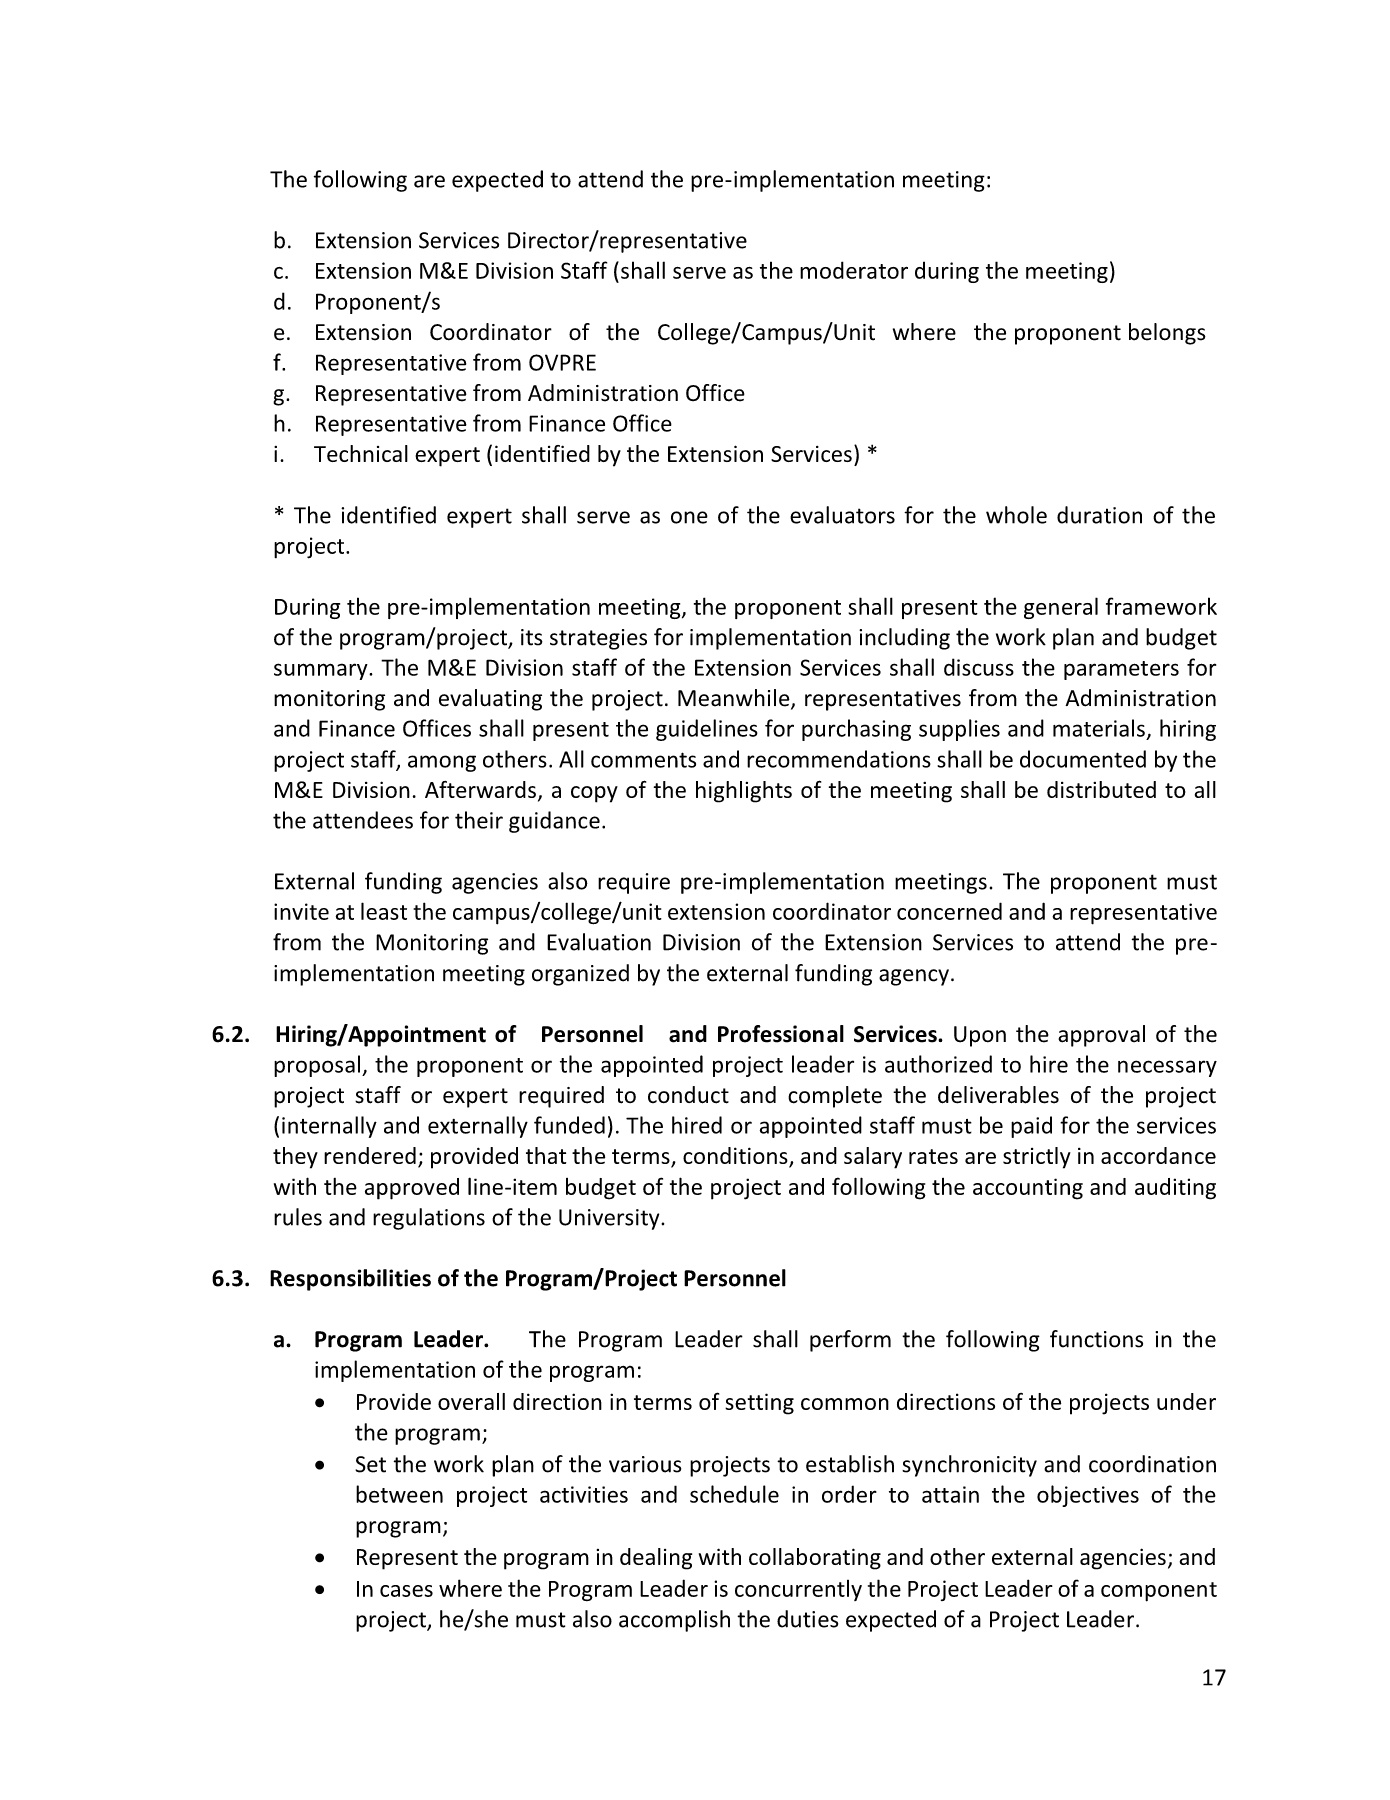 The following are expected to attend the pre-implementation meeting:
b. Extension Services Director/representative
c. Extension M&E Division Staff (shall serve as the moderator during the meeting)
d. Proponent/s
e. Extension Coordinator of the College/Campus/Unit where the proponent belongs
f. Representative from OVPRE
g. Representative from Administration Office
h. Representative from Finance Office
i. Technical expert (identified by the Extension Services) *
* The identified expert shall serve as one of the evaluators for the whole duration of the
project.
During the pre-implementation meeting, the proponent shall present the general framework
of the program/project, its strategies for implementation including the work plan and budget
summary. The M&E Division staff of the Extension Services shall discuss the parameters for
monitoring and evaluating the project. Meanwhile, representatives from the Administration
and Finance Offices shall present the guidelines for purchasing supplies and materials, hiring
project staff, among others. All comments and recommendations shall be documented by the
M&E Division. Afterwards, a copy of the highlights of the meeting shall be distributed to all
the attendees for their guidance.
External funding agencies also require pre-implementation meetings. The proponent must
invite at least the campus/college/unit extension coordinator concerned and a representative
from the Monitoring and Evaluation Division of the Extension Services to attend the pre-
implementation meeting organized by the external funding agency.
6.2. Hiring/Appointment of Personnel and Professional Services. Upon the approval of the
proposal, the proponent or the appointed project leader is authorized to hire the necessary
project staff or expert required to conduct and complete the deliverables of the project
(internally and externally funded). The hired or appointed staff must be paid for the services
they rendered; provided that the terms, conditions, and salary rates are strictly in accordance
with the approved line-item budget of the project and following the accounting and auditing
rules and regulations of the University.
6.3. Responsibilities of the Program/Project Personnel
a. Program Leader. The Program Leader shall perform the following functions in the
implementation of the program:
• Provide overall direction in terms of setting common directions of the projects under
the program;
• Set the work plan of the various projects to establish synchronicity and coordination
between project activities and schedule in order to attain the objectives of the
program;
• Represent the program in dealing with collaborating and other external agencies; and
• In cases where the Program Leader is concurrently the Project Leader of a component
project, he/she must also accomplish the duties expected of a Project Leader.
17